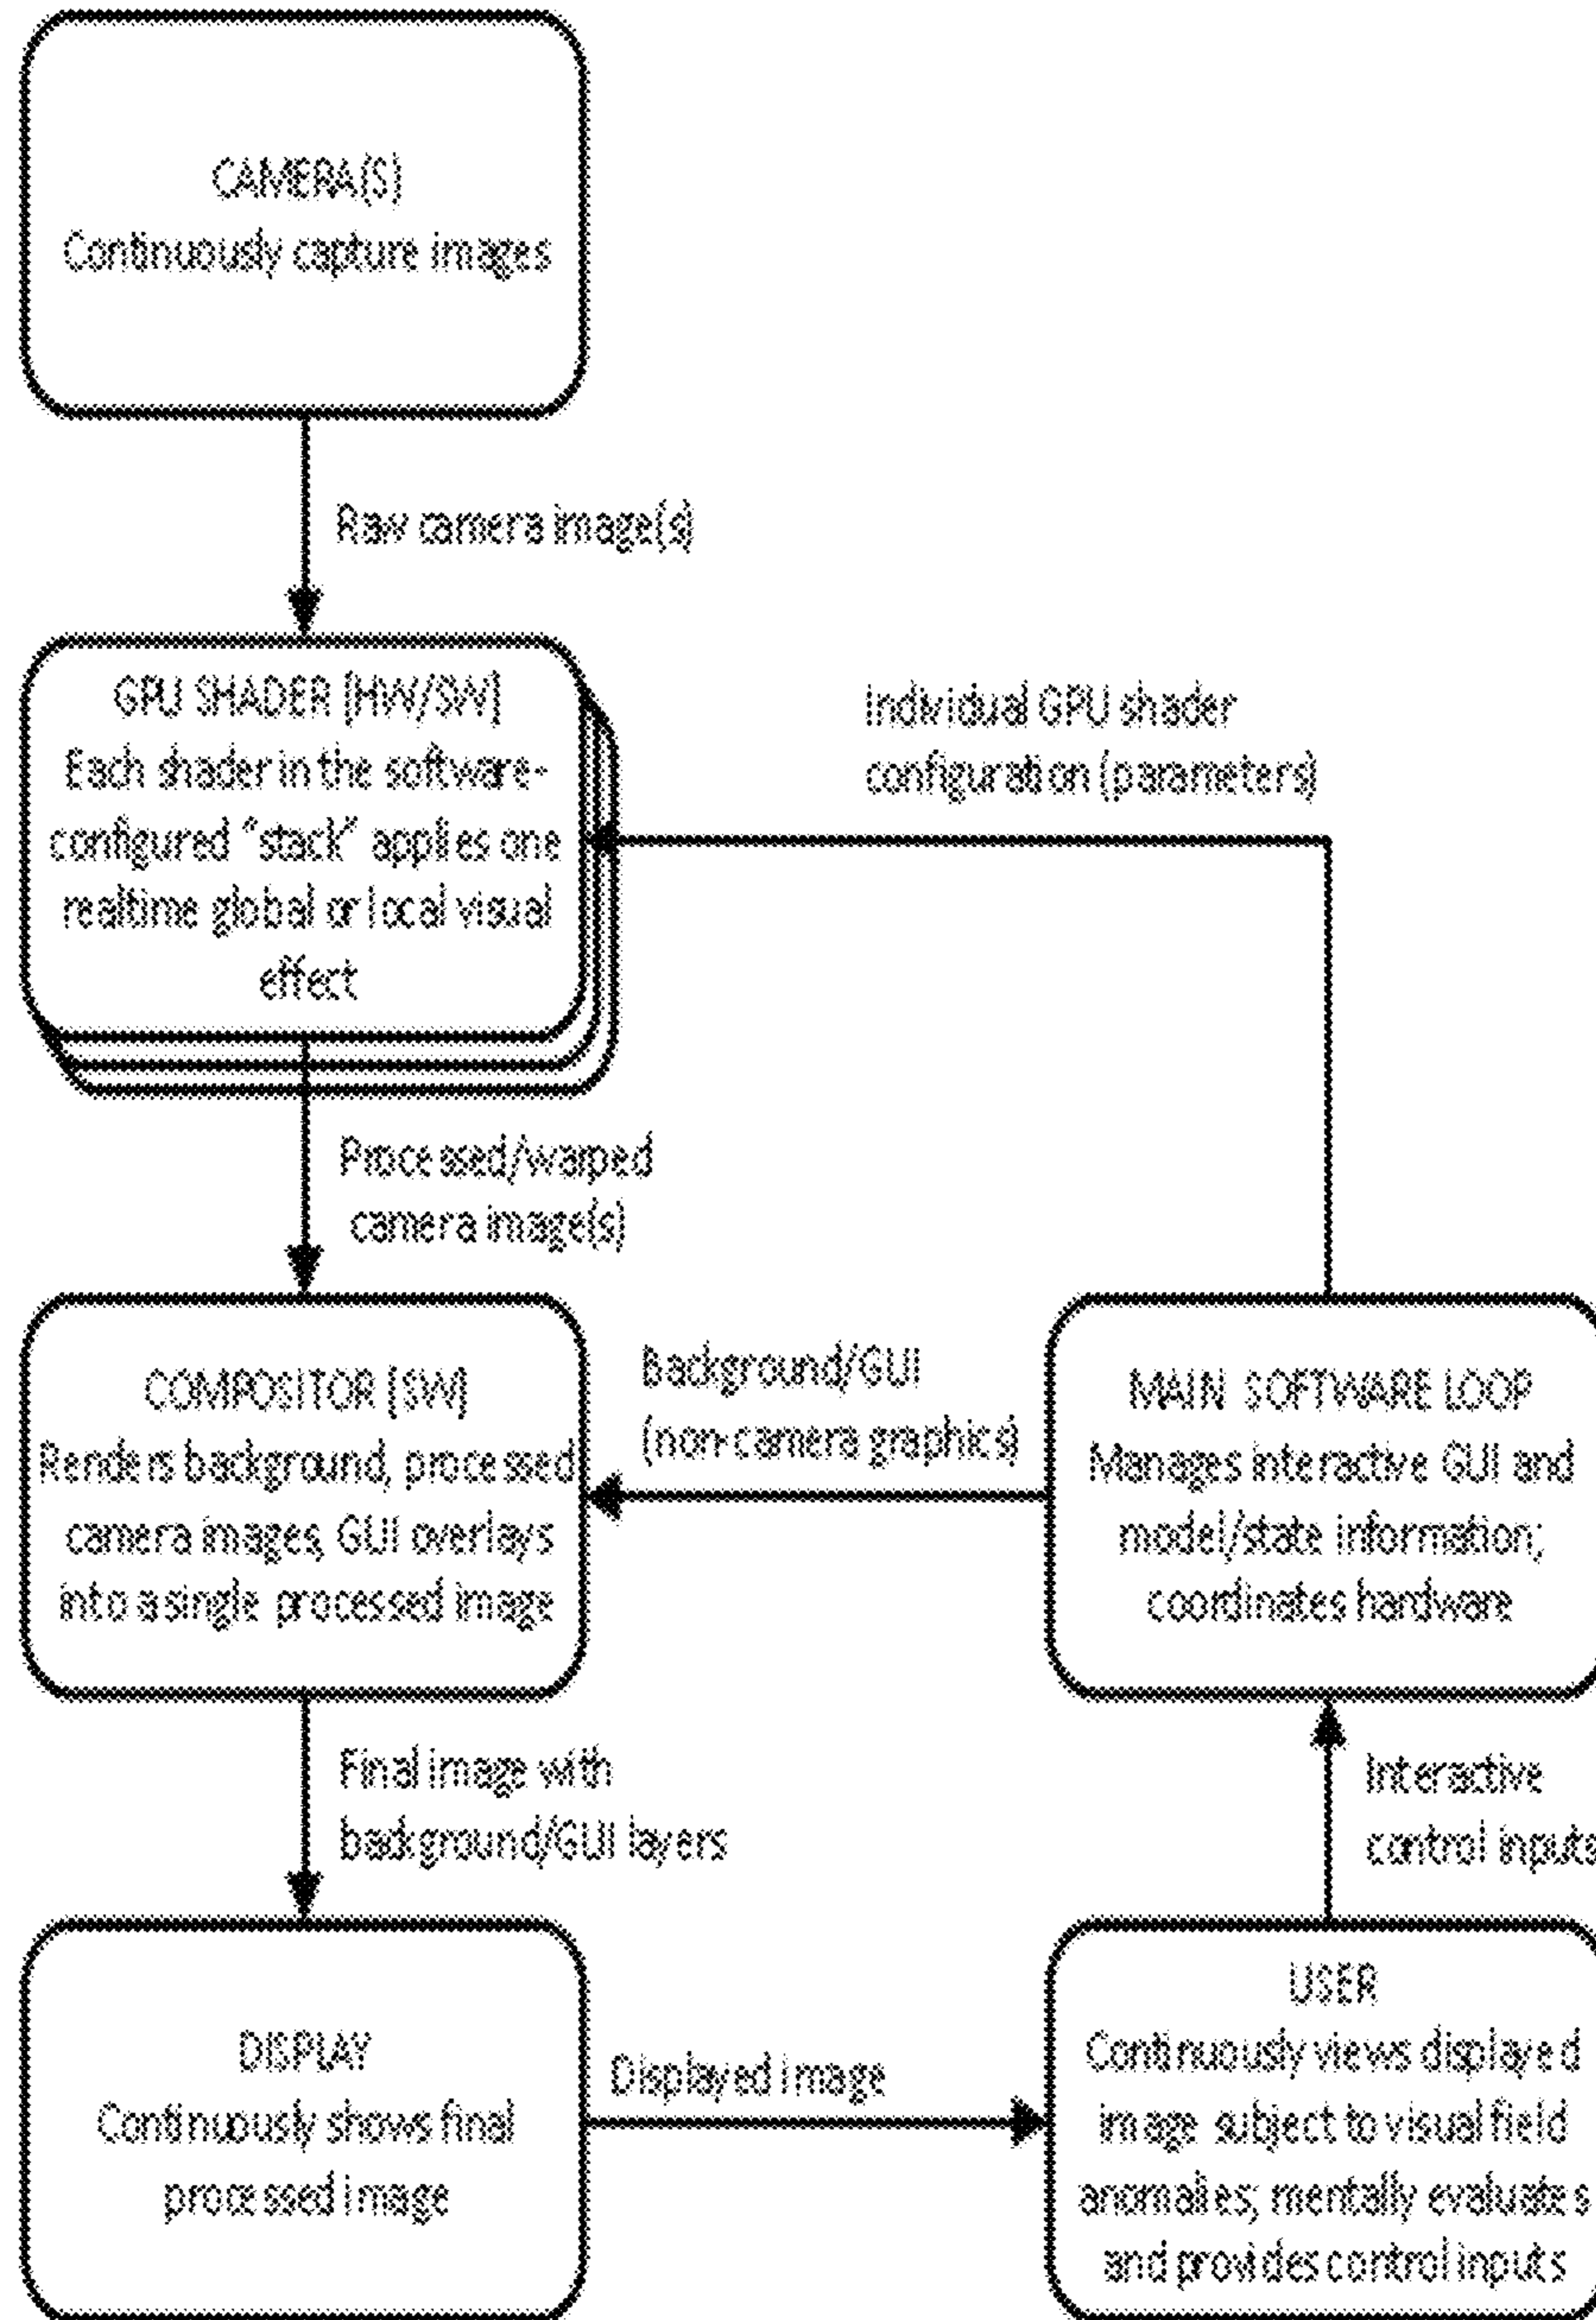 CAMERA(S)
Continuously capture images
Raw camera image(s)
GPU SHADER [HW/SW]
Each shader in the software-
configured “stack” applies one
realtime global or local visual
effect
Individual GPU shader
configuration (parameters)
Processed/warped
camera image(s)
COMPOSITOR [SW]
Renders background, processed
camera images, GUI overlays
into a single processed image
Background/GUI
(non-camera graphics)
MAIN SOFTWARE LOOP
Manages interactive GUI and
model/state information;
coordinates hardware
Final image with
background/GUI layers
Interactive
control inputs
DISPLAY
Continuously shows final
processed image
Displayed image
USER
Continuously views displayed
image subject to visual field
anomalies; mentally evaluates
and provides control inputs